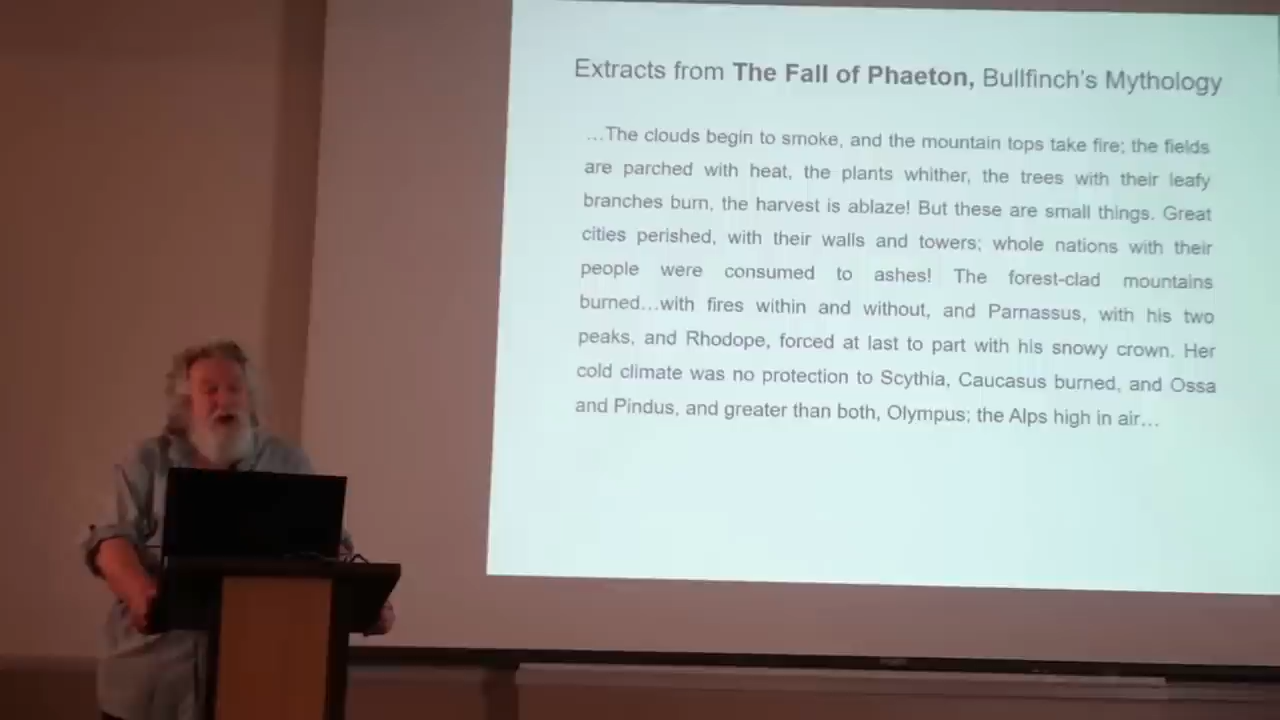 Extracts from The Fall of Phaeton, Bullfinch's Mythology
…The clouds begin to smoke, and the mountain tops take fire; the fields
are parched with heat, the plants whither, the trees with their leafy
branches burn, the harvest is ablaze! But these are small things. Great
cities perished, with their walls and towers; whole nations with their
people were consumed to ashes! The forest-clad mountains
burned…with fires within and without, and Parnassus, with his two
peaks, and Rhodope, forced at last to part with his snowy crown. Her
cold climate was no protection to Scythia, Caucasus burned, and Ossa
and Pindus, and greater than both, Olympus; the Alps high in air…